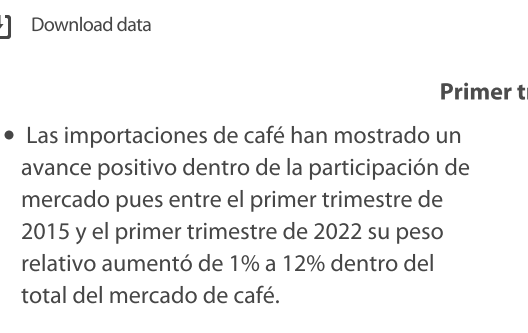 Download data
Primer
• Las importaciones de café han mostrado un
avance positivo dentro de la participación de
mercado pues entre el primer trimestre de
2015 y el primer trimestre de 2022 su peso
relativo aumentó de 1% a 12% dentro del
total del mercado de café.